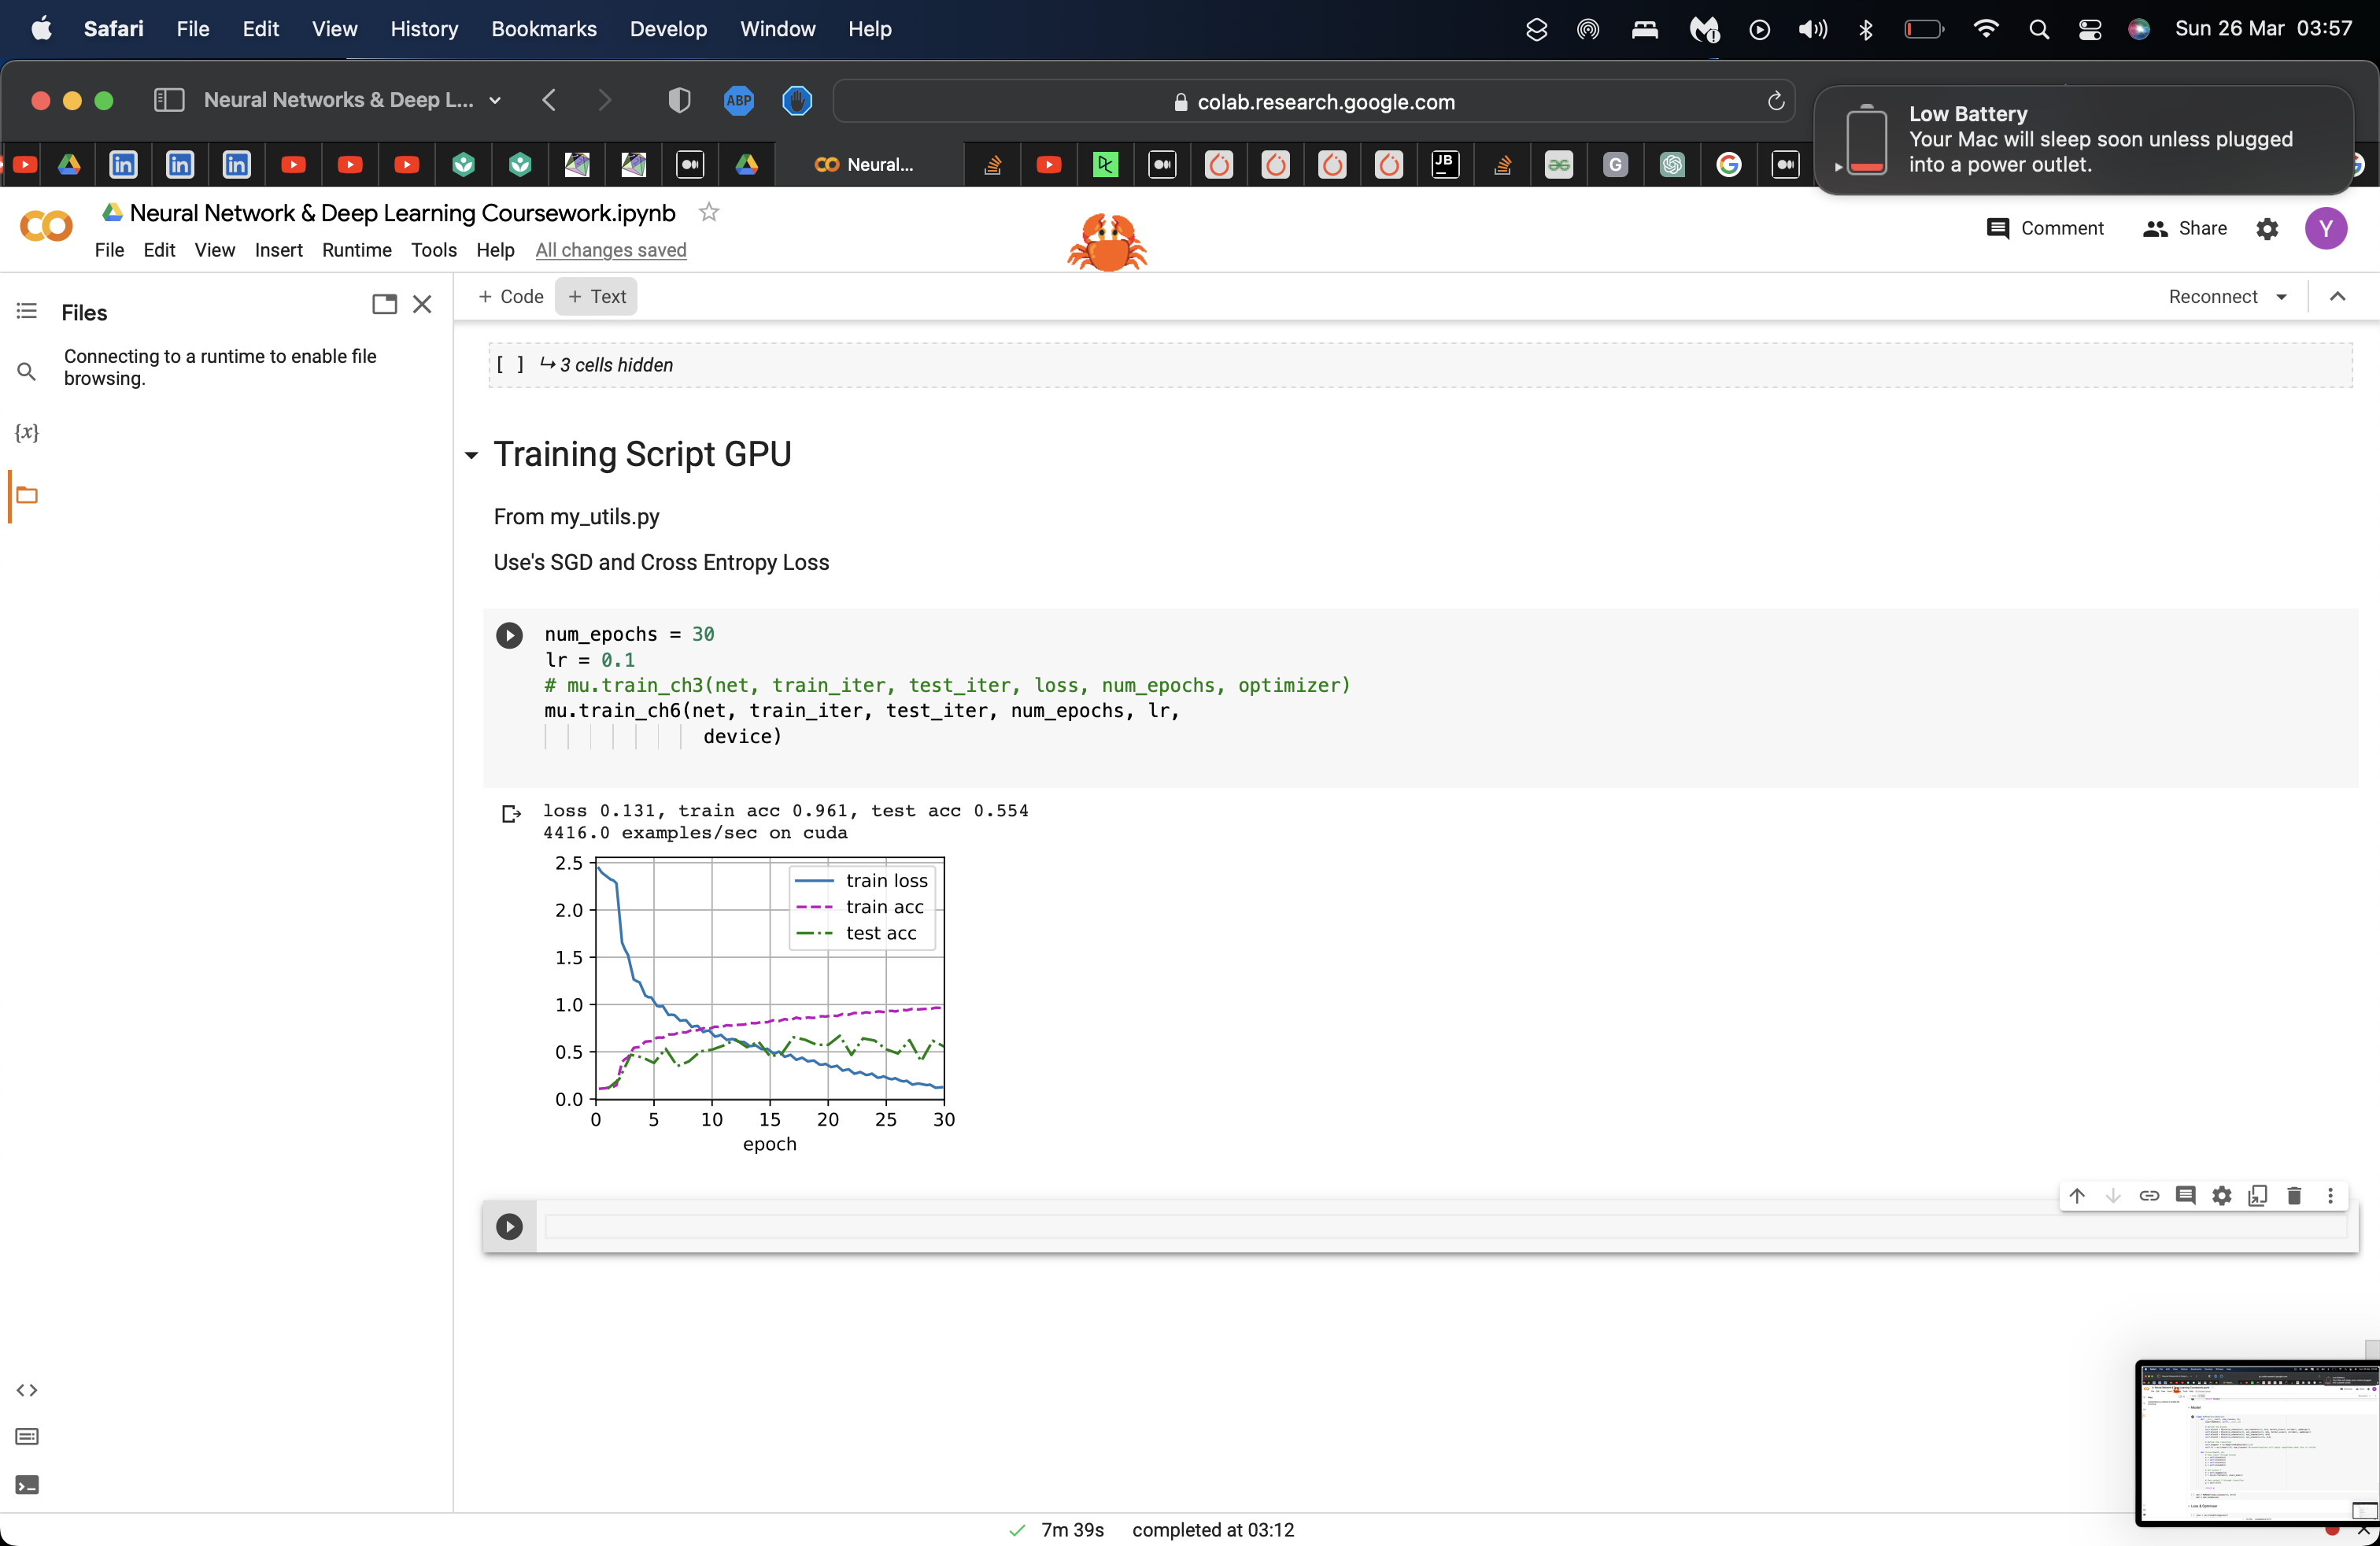 Safari File Edit View History Bookmarks Develop Window Help Sun 26 Mar 03:57
Neural Networks & Deep L... ABP colab.research.google.com
Low Battery
Your Mac will sleep soon unless plugged
into a power outlet.
Neural... JB G
Neural Network & Deep Learning Coursework.ipynb
File Edit View Insert Runtime Tools Help All changes saved
Comment Share Y
Files
Connecting to a runtime to enable file
browsing.
{x}
+ Code + Text
Reconnect
[ ] ↳ 3 cells hidden
Training Script GPU
From my_utils.py
Use's SGD and Cross Entropy Loss
num_epochs = 30
lr = 0.1
# mu.train_ch3(net, train_iter, test_iter, loss, num_epochs, optimizer)
mu.train_ch6(net, train_iter, test_iter, num_epochs, lr,
device)
loss 0.131, train acc 0.961, test acc 0.554
4416.0 examples/sec on cuda
2.5
2.0
1.5
1.0
0.5
0.0
train loss
train acc
test acc
0 5 10 15 20 25 30
epoch
7m 39s completed at 03:12